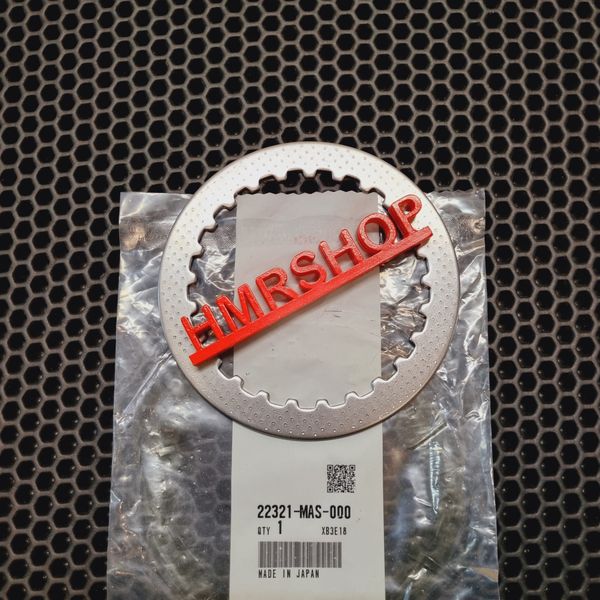 HMRSHOP
22321-MAS-000
QTY 1 XB3E18
MADE IN JAPAN